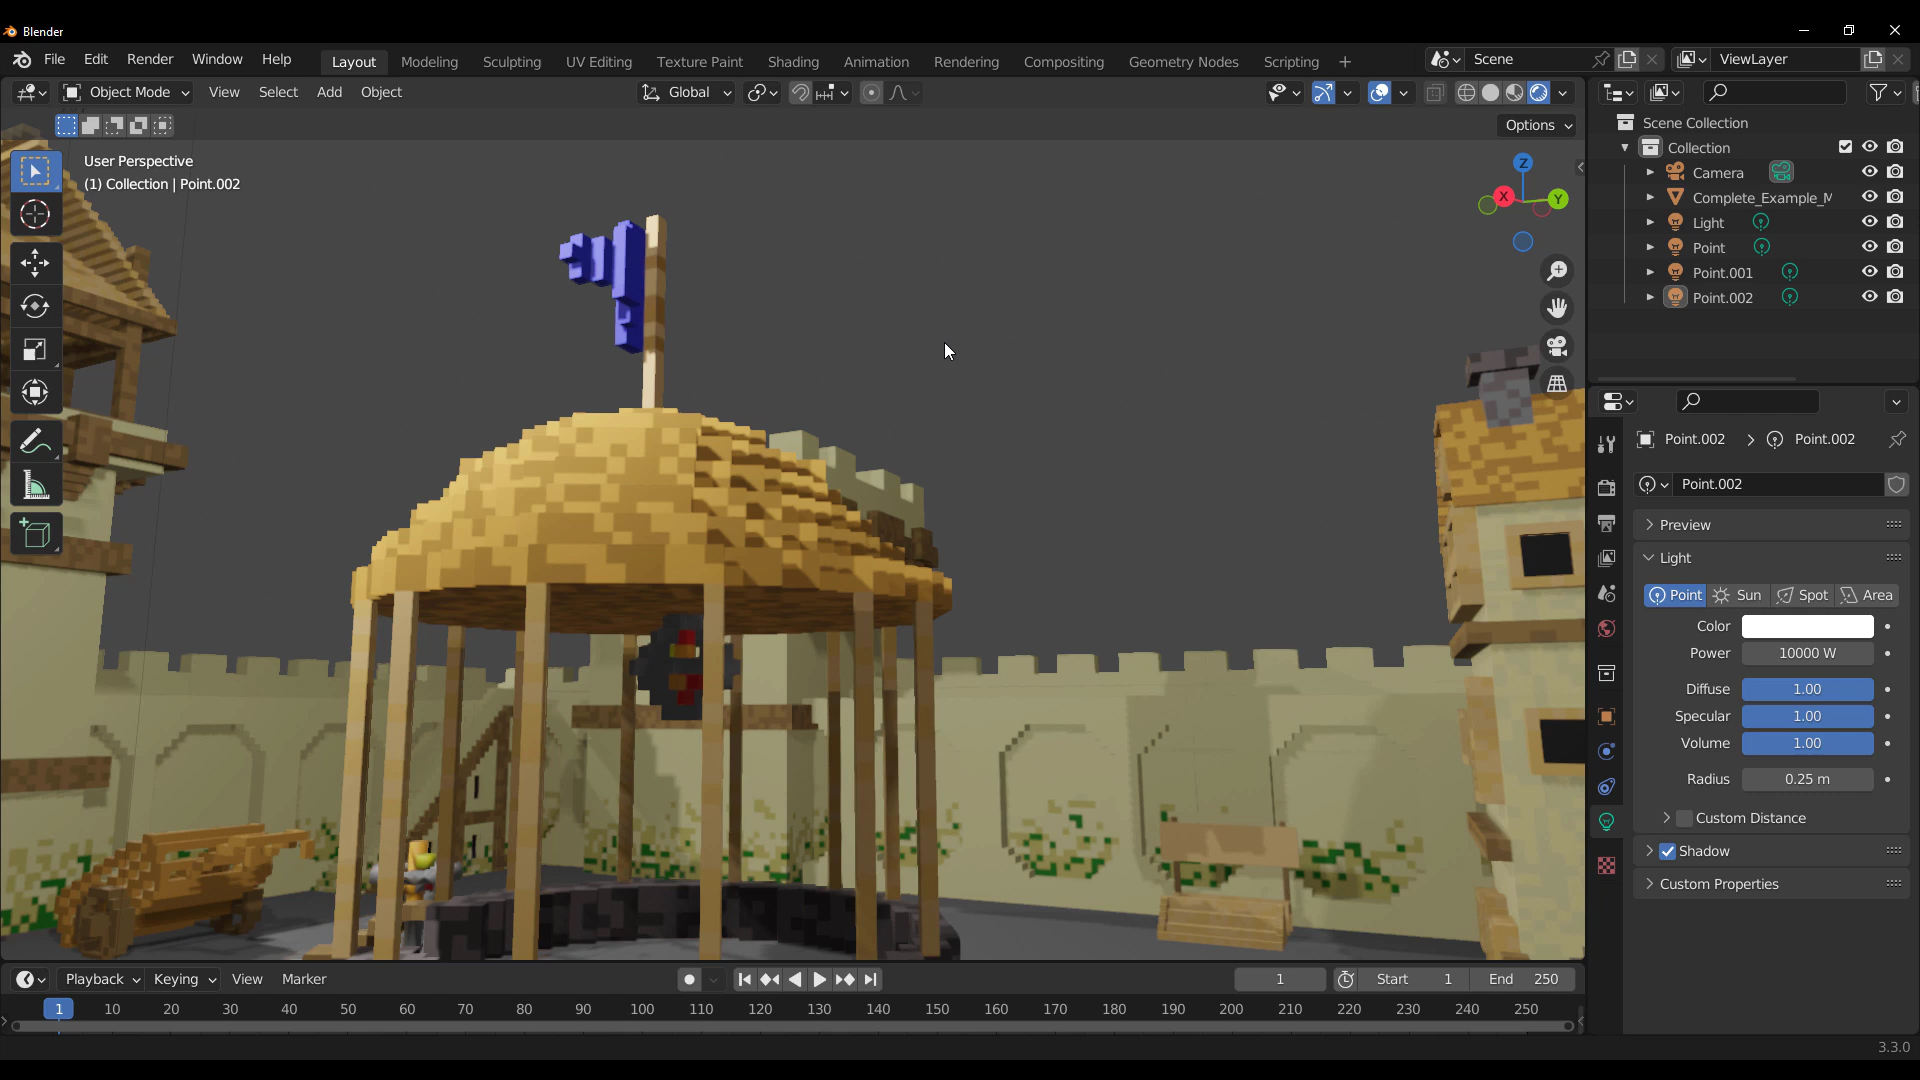 Blender
File Edit Render Window Help Layout Modeling Sculpting UV Editing Texture Paint Shading Animation Rendering Compositing Geometry Nodes Scripting + Scene ViewLayer
Object Mode View Select Add Object Global
Options
User Perspective
(1) Collection | Point.002
Z
X
Y
Scene Collection
Collection
Camera
Complete_Example_M
Light
Point
Point.001
Point.002
Point.002 Point.002
Point.002
Preview
Light
Point Sun Spot Area
Color
Power 10000 W
Diffuse 1.00
Specular 1.00
Volume 1.00
Radius 0.25 m
Custom Distance
Shadow
Custom Properties
Playback Keying View Marker 1 Start 1 End 250
1 10 20 30 40 50 60 70 80 90 100 110 120 130 140 150 160 170 180 190 200 210 220 230 240 250
3.3.0